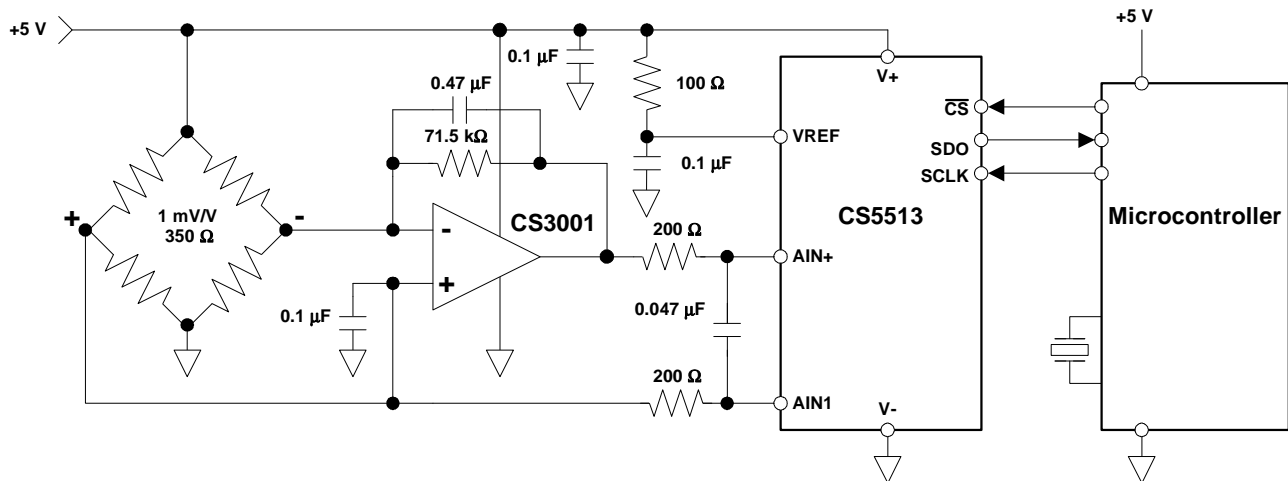 +5 V
+5 V
0.1 µF
V+
0.47 µF
100 Ω
CS
71.5 kΩ
VREF
SDO
0.1 µF
SCLK
+
1 mV/V
-
350 Ω
CS3001
CS5513
Microcontroller
-
200 Ω
AIN+
+
0.1 µF
0.047 µF
200 Ω
AIN1
V-